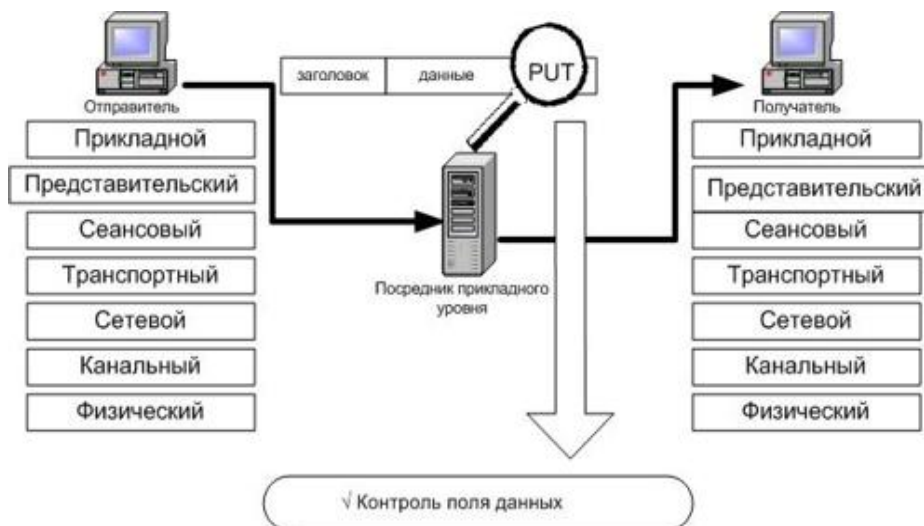 заголовок данные PUT
Отправитель
Прикладной
Представительский
Сеансовый
Транспортный
Сетевой
Канальный
Физический
Посредник прикладного
уровня
Получатель
Прикладной
Представительский
Сеансовый
Транспортный
Сетевой
Канальный
Физический
√ Контроль поля данных